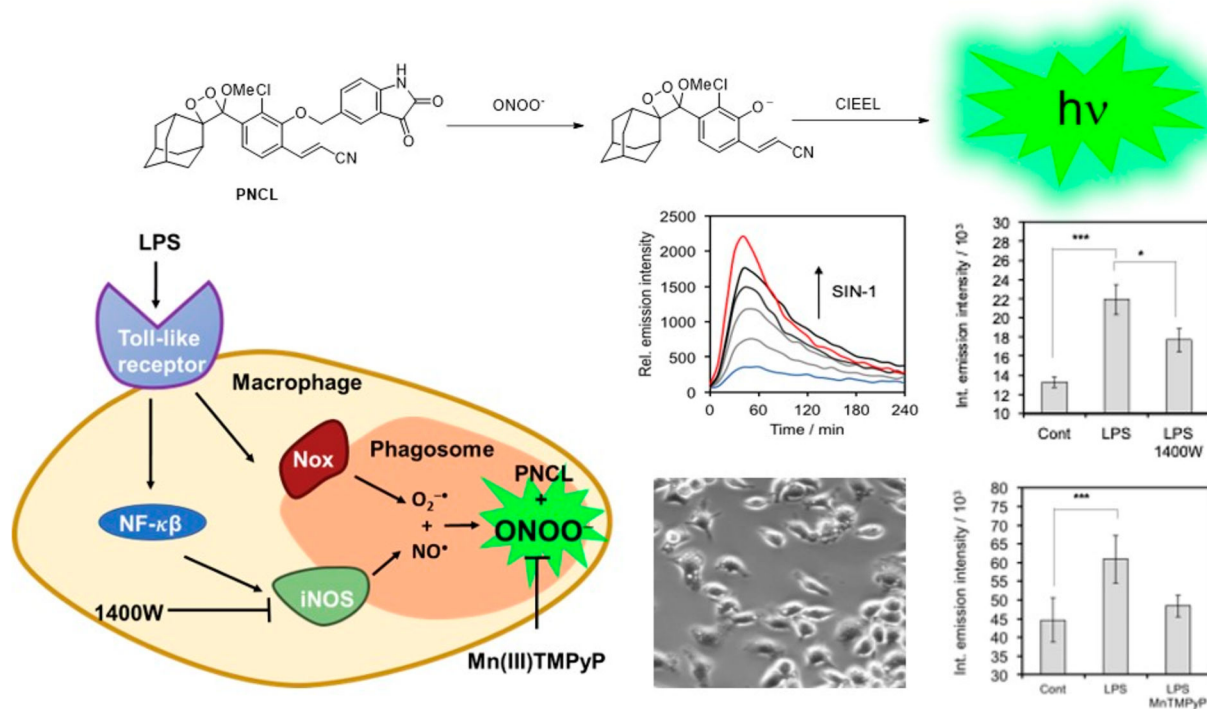 O-O
OMe
Cl
O
H
N
O
O
CN
PNCL
ONOO⁻
O-O
OMe
Cl
O⁻
CN
CIEEL
hν
LPS
Toll-like
receptor
Macrophage
Nox
Phagosome
PNCL
+
ONOO⁻
O₂⁻•
+
NO•
NF-κβ
iNOS
1400W
Mn(III)TMPyP
Rel. emission intensity
2500
2000
1500
1000
500
0
SIN-1
0 60 120 180 240
Time / min
Int. emission intensity / 10³
30
28
26
24
22
20
18
16
14
12
10
***
*
Cont LPS LPS
1400W
Int. emission intensity / 10³
80
75
70
65
60
55
50
45
40
35
30
***
Cont LPS LPS
MnTMPyP